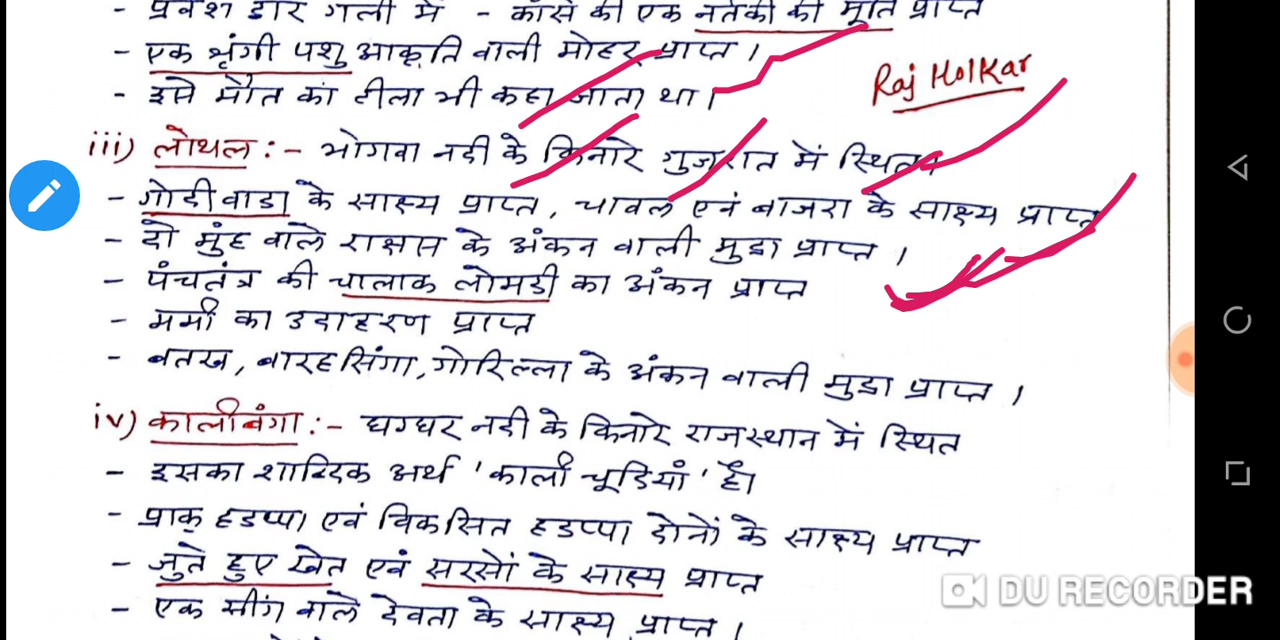 - प्रवेश द्वार गली में - काँसे की एक नर्तकी की मूर्ति प्राप्त
- एक श्रृंगी पशु आकृति वाली मोहर प्राप्त ।
- इसे मौत का टीला भी कहा जाता था।
Raj Holkar
iii) लोथल :- भोगवा नदी के किनारे गुजरात में स्थित
- गोदीवाडा के साक्ष्य प्राप्त, चावल एवं बाजरा के साक्ष्य प्राप्त
- दो मुंह वाले राक्षस के अंकन वाली मुद्रा प्राप्त ।
- पंचतंत्र की चालाक लोमडी का अंकन प्राप्त
- ममी का उदाहरण प्राप्त
- बतख, बारहसिंगा, गोरिल्ला के अंकन वाली मुद्रा प्राप्त ।
iv) कालीबंगा :- घग्घर नदी के किनारे राजस्थान में स्थित
- इसका शाब्दिक अर्थ 'काली चूडियाँ' है।
- प्राक् हडप्पा एवं विकसित हडप्पा दोनों के साक्ष्य प्राप्त
- जुते हुए खेत एवं सरसों के साक्ष्य प्राप्त
- एक सींग वाले देवता के साक्ष्य प्राप्त ।
DU RECORDER